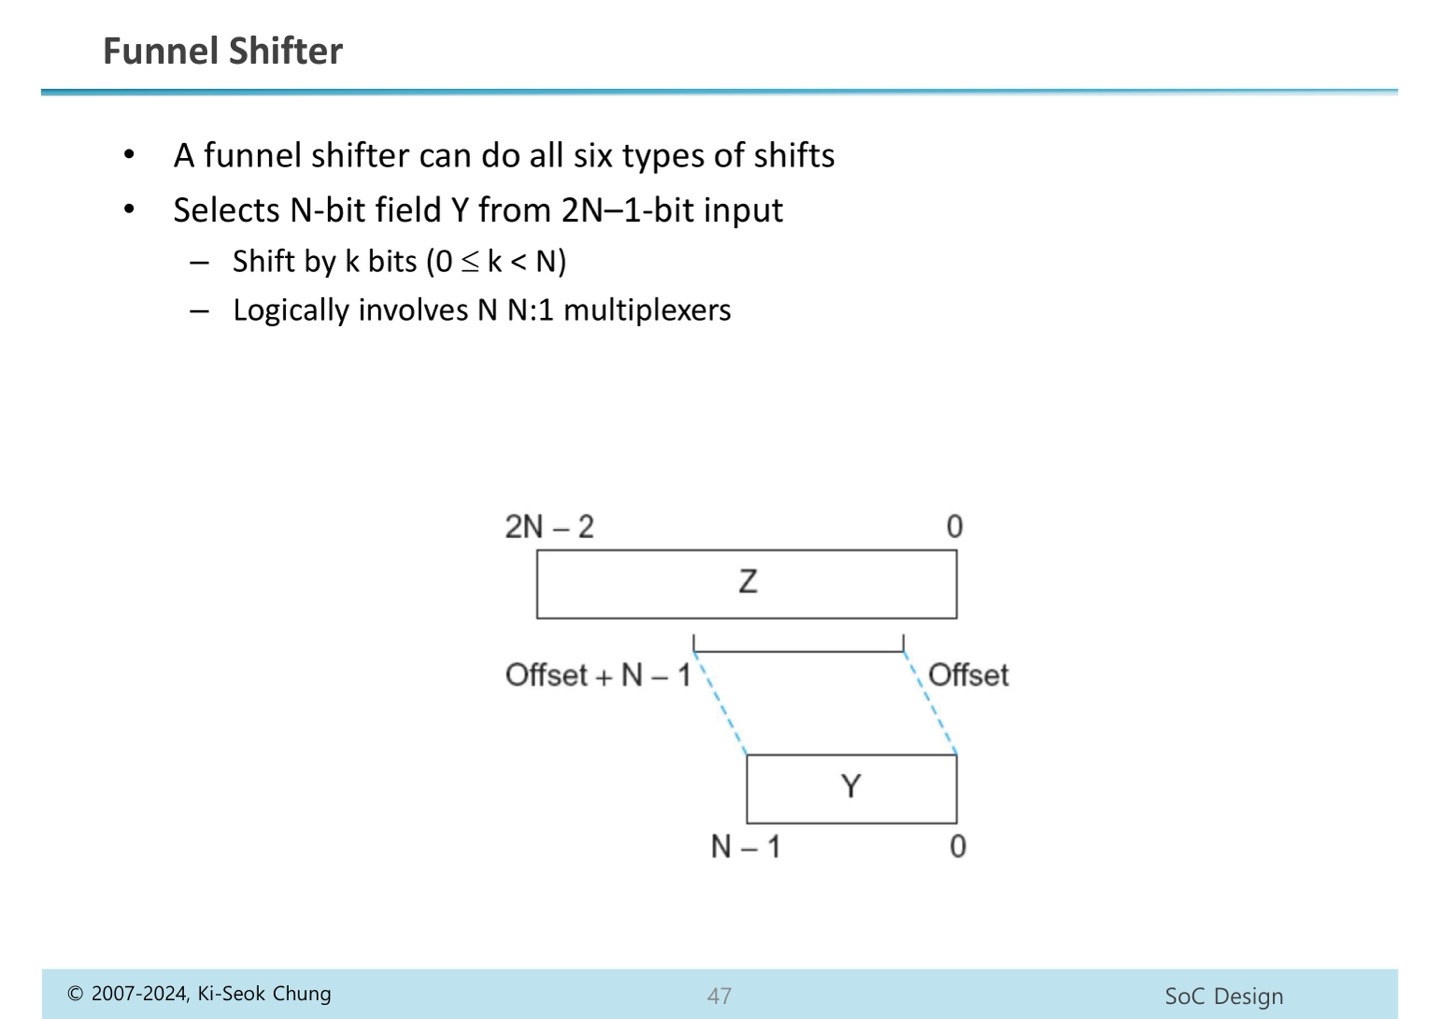 Funnel Shifter
• A funnel shifter can do all six types of shifts
• Selects N-bit field Y from 2N–1-bit input
– Shift by k bits (0 ≤ k < N)
– Logically involves N N:1 multiplexers
2N – 2 0
Z
Offset + N – 1 Offset
Y
N – 1 0
© 2007-2024, Ki-Seok Chung 47 SoC Design